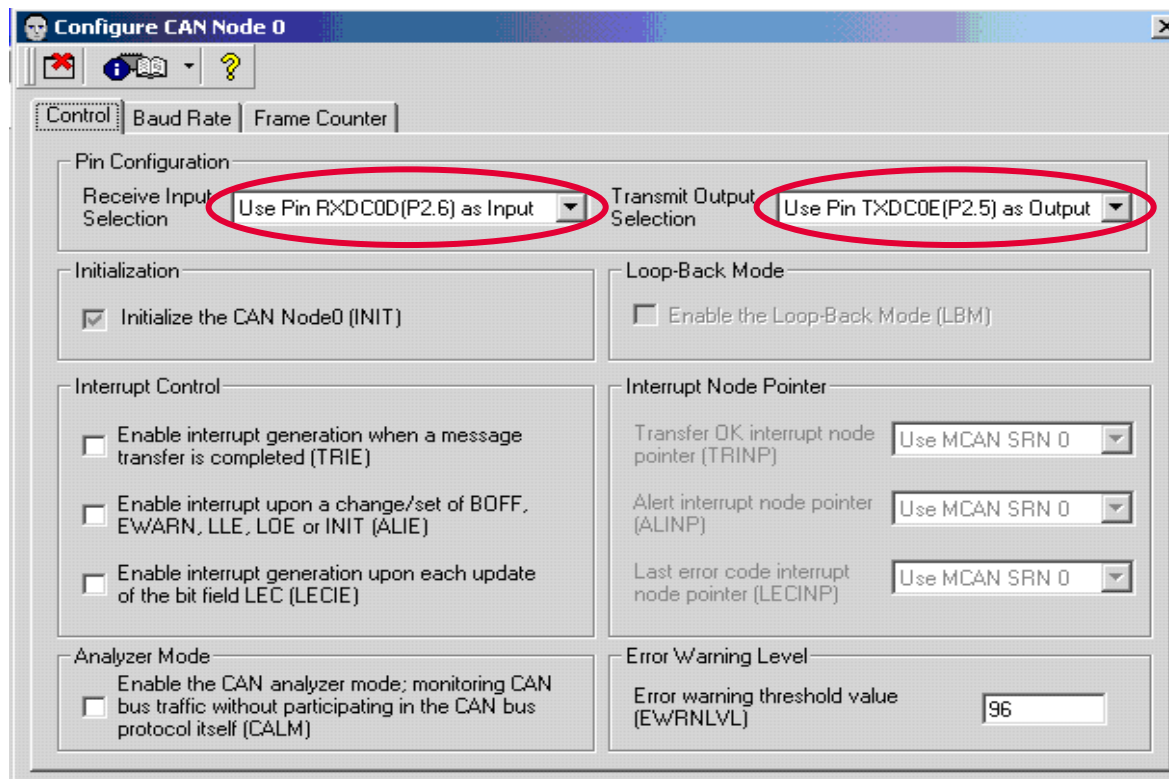 Configure CAN Node 0
Control
Baud Rate
Frame Counter
Pin Configuration
Receive Input
Selection
Use Pin RXDC0D(P2.6) as Input
Transmit Output
Selection
Use Pin TXDC0E(P2.5) as Output
Initialization
Initialize the CAN Node0 (INIT)
Loop-Back Mode
Enable the Loop-Back Mode (LBM)
Interrupt Control
Enable interrupt generation when a message
transfer is completed (TRIE)
Enable interrupt upon a change/set of BOFF,
EWARN, LLE, LOE or INIT (ALIE)
Enable interrupt generation upon each update
of the bit field LEC (LECIE)
Interrupt Node Pointer
Transfer OK interrupt node
pointer (TRINP)
Use MCAN SRN 0
Alert interrupt node pointer
(ALINP)
Use MCAN SRN 0
Last error code interrupt
node pointer (LECINP)
Use MCAN SRN 0
Analyzer Mode
Enable the CAN analyzer mode; monitoring CAN
bus traffic without participating in the CAN bus
protocol itself (CALM)
Error Warning Level
Error warning threshold value
(EWRNLVL)
96